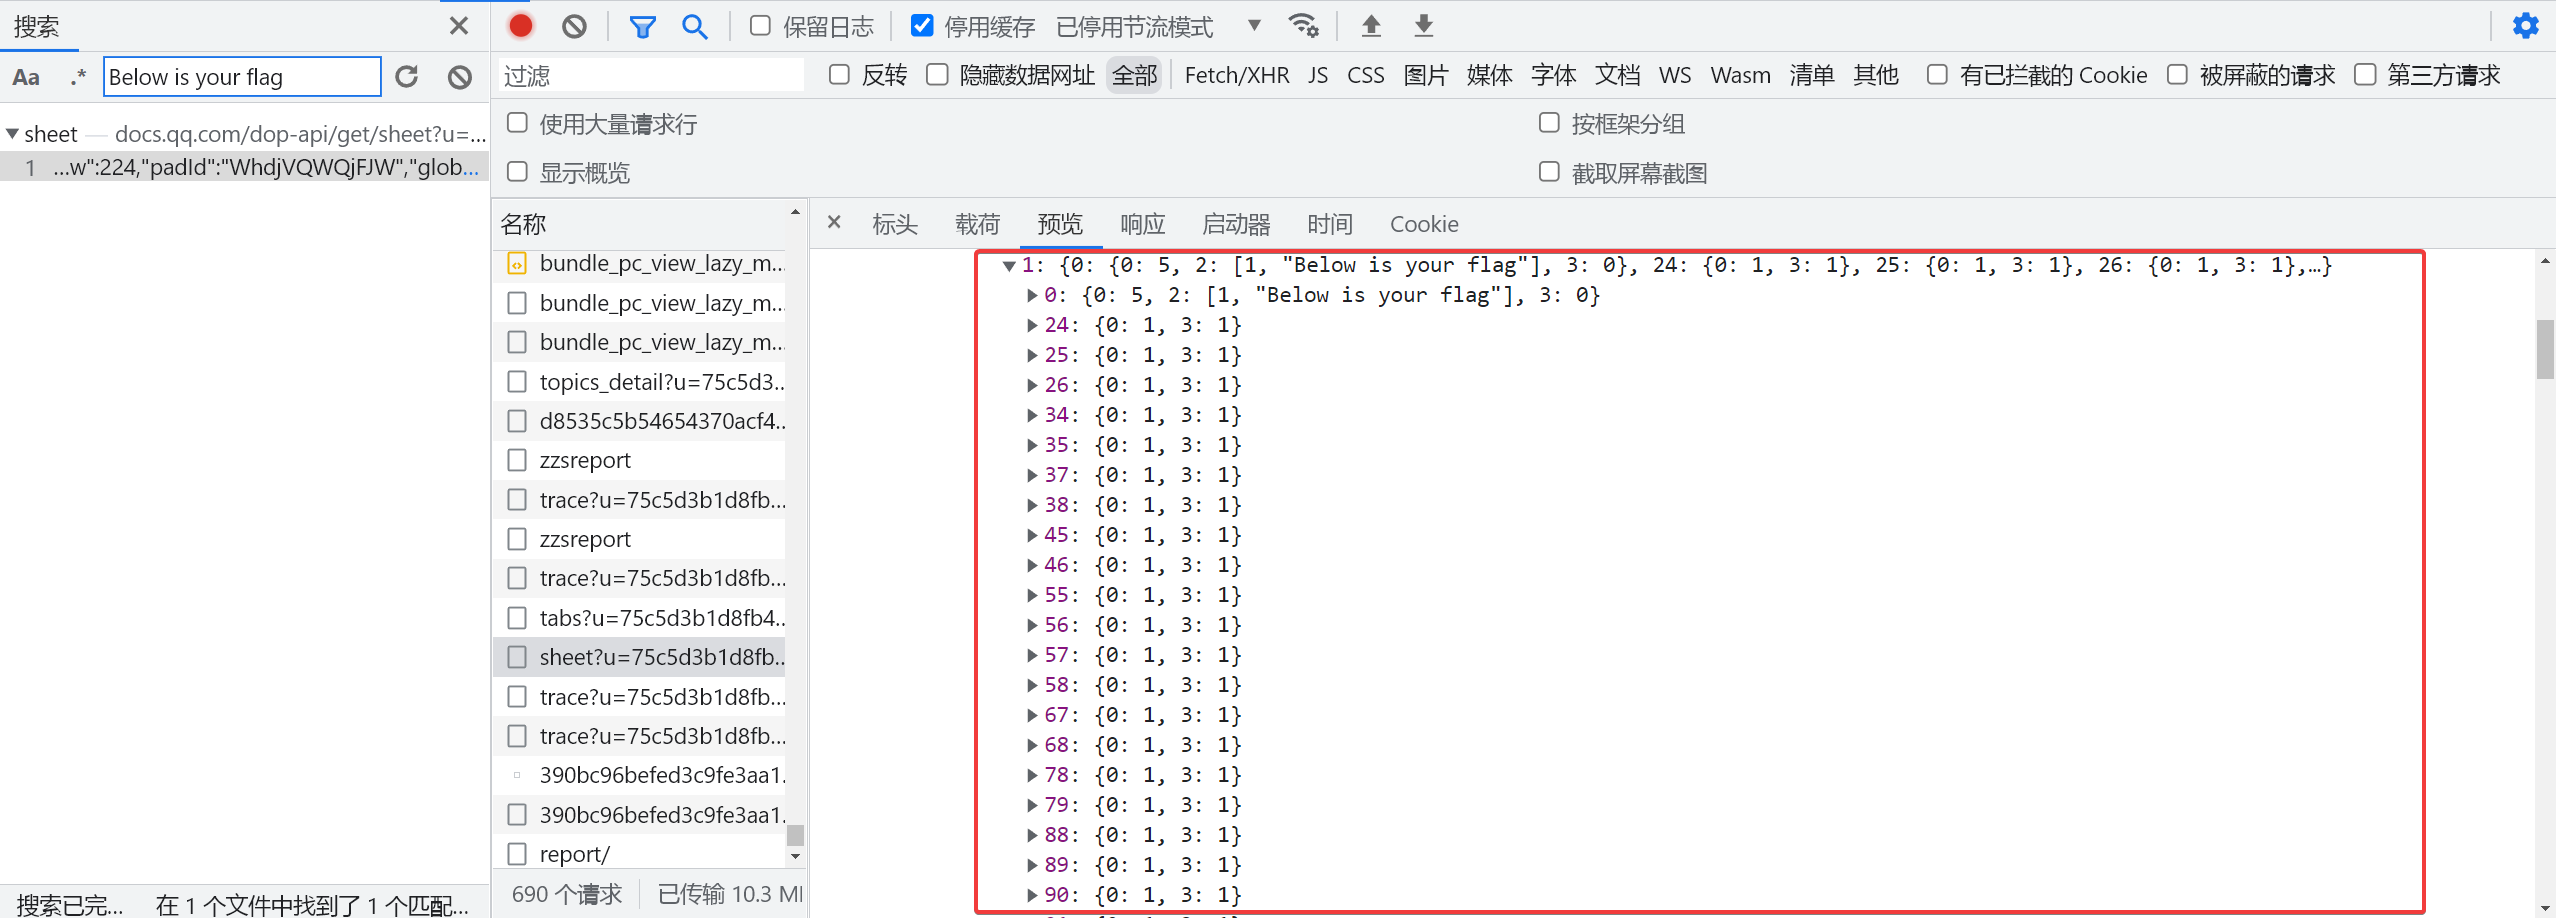 搜索
保留日志 停用缓存 已停用节流模式
Aa .* Below is your flag
过滤 反转 隐藏数据网址 全部 Fetch/XHR JS CSS 图片 媒体 字体 文档 WS Wasm 清单 其他 有已拦截的 Cookie 被屏蔽的请求 第三方请求
sheet — docs.qq.com/dop-api/get/sheet?u=...
1 ...w":224,"padId":"WhdjVQWQjFJW","glob...
使用大量请求行 按框架分组
显示概览 截取屏幕截图
名称
bundle_pc_view_lazy_m...
bundle_pc_view_lazy_m...
bundle_pc_view_lazy_m...
topics_detail?u=75c5d3...
d8535c5b54654370acf4...
zzsreport
trace?u=75c5d3b1d8fb...
zzsreport
trace?u=75c5d3b1d8fb...
tabs?u=75c5d3b1d8fb4...
sheet?u=75c5d3b1d8fb...
trace?u=75c5d3b1d8fb...
trace?u=75c5d3b1d8fb...
390bc96befed3c9fe3aa1...
390bc96befed3c9fe3aa1...
report/
690 个请求 已传输 10.3 M
标头 载荷 预览 响应 启动器 时间 Cookie
1: {0: {0: 5, 2: [1, "Below is your flag"], 3: 0}, 24: {0: 1, 3: 1}, 25: {0: 1, 3: 1}, 26: {0: 1, 3: 1},…}
0: {0: 5, 2: [1, "Below is your flag"], 3: 0}
24: {0: 1, 3: 1}
25: {0: 1, 3: 1}
26: {0: 1, 3: 1}
34: {0: 1, 3: 1}
35: {0: 1, 3: 1}
37: {0: 1, 3: 1}
38: {0: 1, 3: 1}
45: {0: 1, 3: 1}
46: {0: 1, 3: 1}
55: {0: 1, 3: 1}
56: {0: 1, 3: 1}
57: {0: 1, 3: 1}
58: {0: 1, 3: 1}
67: {0: 1, 3: 1}
68: {0: 1, 3: 1}
78: {0: 1, 3: 1}
79: {0: 1, 3: 1}
88: {0: 1, 3: 1}
89: {0: 1, 3: 1}
90: {0: 1, 3: 1}
搜索已完... 在 1 个文件中找到了 1 个匹配...